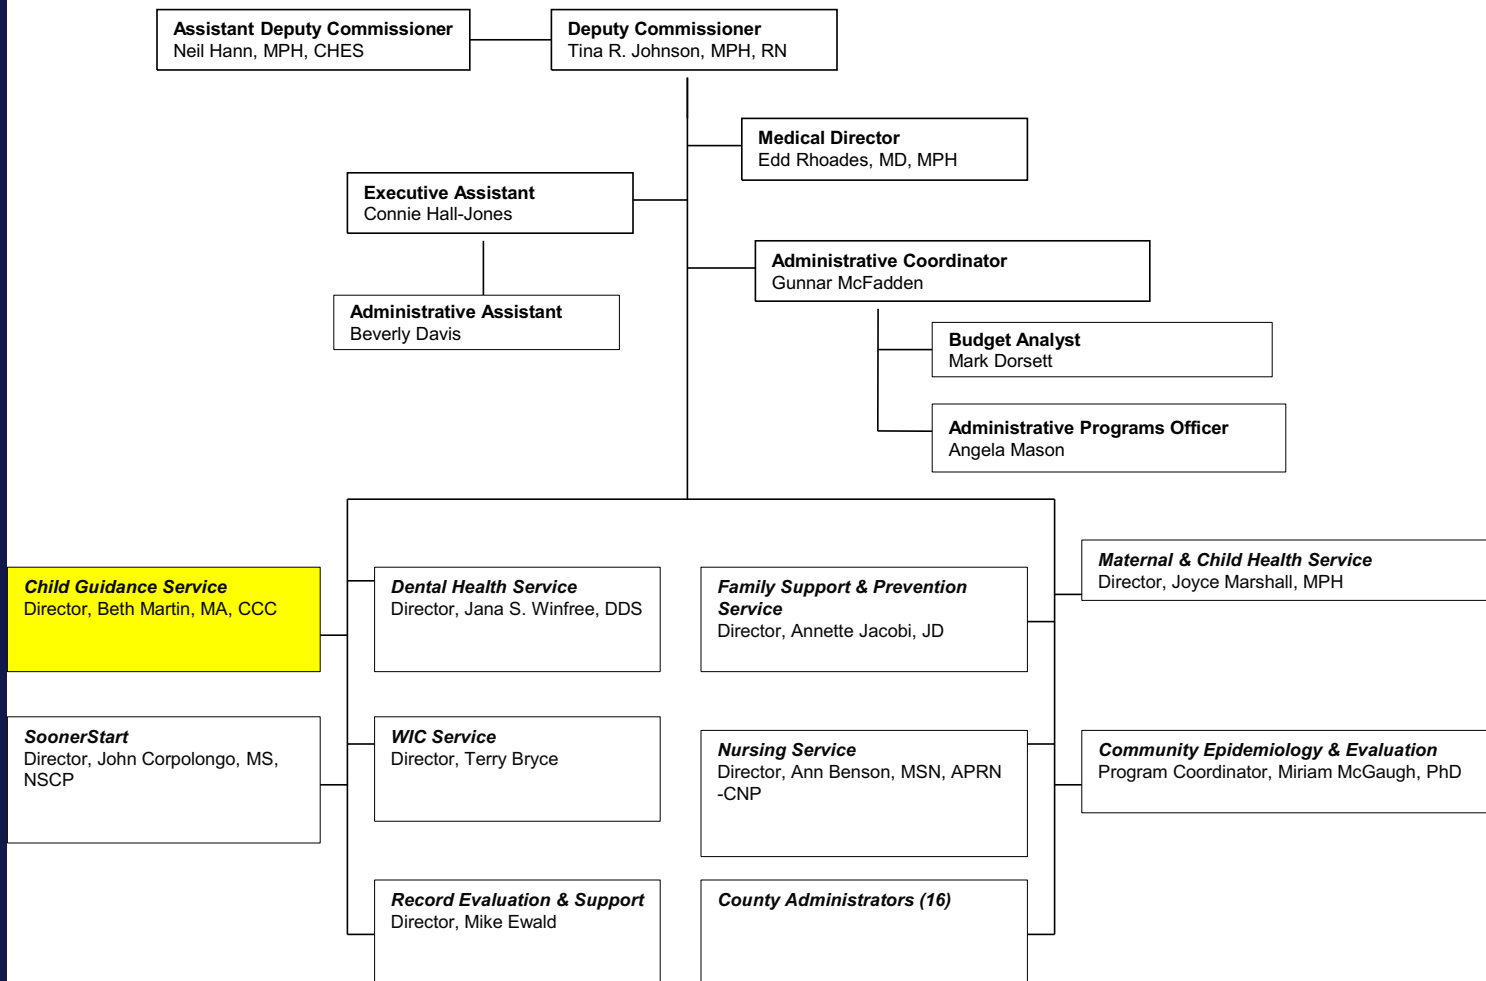 Assistant Deputy Commissioner
Neil Hann, MPH, CHES
Deputy Commissioner
Tina R. Johnson, MPH, RN
Medical Director
Edd Rhoades, MD, MPH
Executive Assistant
Connie Hall-Jones
Administrative Coordinator
Gunnar McFadden
Administrative Assistant
Beverly Davis
Budget Analyst
Mark Dorsett
Administrative Programs Officer
Angela Mason
Child Guidance Service
Director, Beth Martin, MA, CCC
Dental Health Service
Director, Jana S. Winfree, DDS
Family Support & Prevention
Service
Director, Annette Jacobi, JD
Maternal & Child Health Service
Director, Joyce Marshall, MPH
SoonerStart
Director, John Corpolongo, MS,
NSCP
WIC Service
Director, Terry Bryce
Nursing Service
Director, Ann Benson, MSN, APRN
-CNP
Community Epidemiology & Evaluation
Program Coordinator, Miriam McGaugh, PhD
Record Evaluation & Support
Director, Mike Ewald
County Administrators (16)